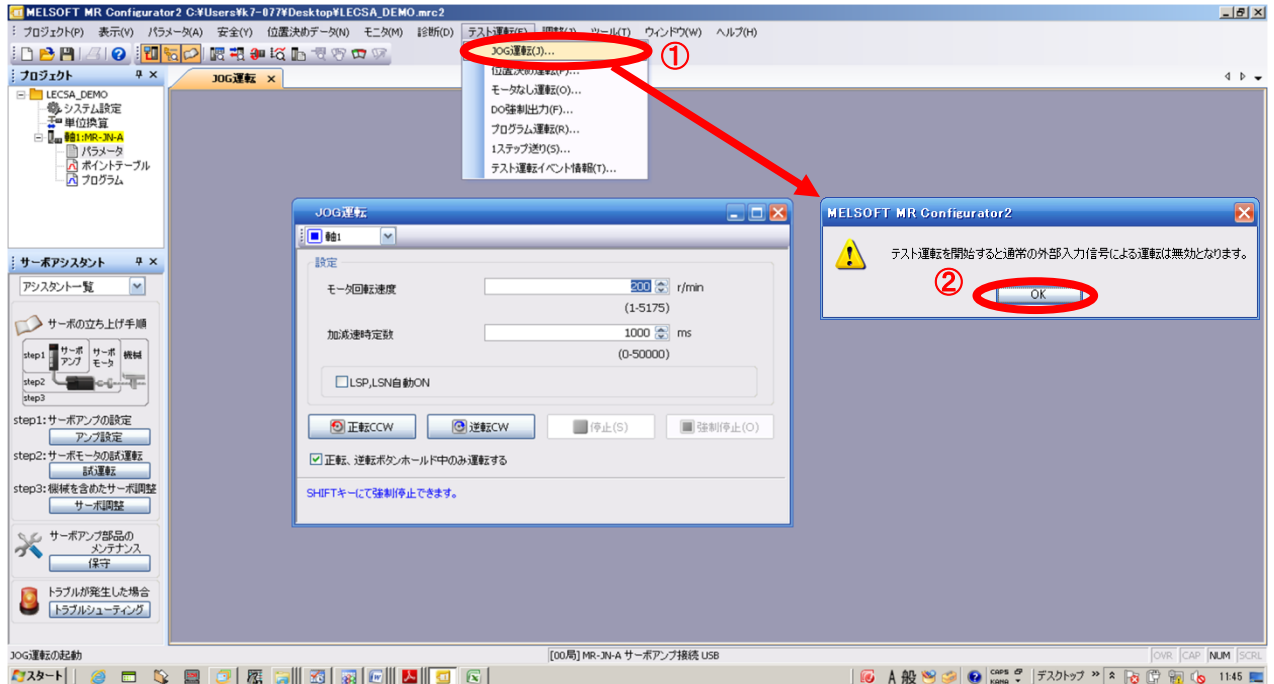 MELSOFT MR Configurator2 C:¥Users¥k7-077¥Desktop¥LECSA_DEMO.mrc2
プロジェクト(P) 表示(V) パラメータ(A) 安全(Y) 位置決めデータ(N) モニタ(M) 診断(D) テスト運転(E) 調整(J) ツール(T) ウィンドウ(W) ヘルプ(H)
JOG運転(J)...
①
位置決め運転(P)...
モータなし運転(O)...
DO強制出力(F)...
プログラム運転(R)...
1ステップ送り(S)...
テスト運転イベント情報(T)...
プロジェクト
JOG運転
LECSA_DEMO
システム設定
単位換算
軸1:MR-JN-A
パラメータ
ポイントテーブル
プログラム
サーボアシスタント
アシスタント一覧
サーボの立ち上げ手順
step1
サーボアンプ
サーボモータ
機械
step2
step3
step1:サーボアンプの設定
アンプ設定
step2:サーボモータの試運転
試運転
step3:機械を含めたサーボ調整
サーボ調整
サーボアンプ部品の
メンテナンス
保守
トラブルが発生した場合
トラブルシューティング
JOG運転
軸1
設定
モータ回転速度
200
r/min
(1-5175)
加減速時定数
1000
ms
(0-50000)
LSP,LSN自動ON
正転CCW
逆転CW
停止(S)
強制停止(O)
正転、逆転ボタンホールド中のみ運転する
SHIFTキーにて強制停止できます。
MELSOFT MR Configurator2
テスト運転を開始すると通常の外部入力信号による運転は無効となります。
②
OK
JOG運転の起動
[00局] MR-JN-A サーボアンプ接続 USB
OVR CAP NUM SCRL
スタート
A 般
CAPS
KANA
デスクトップ
11:45